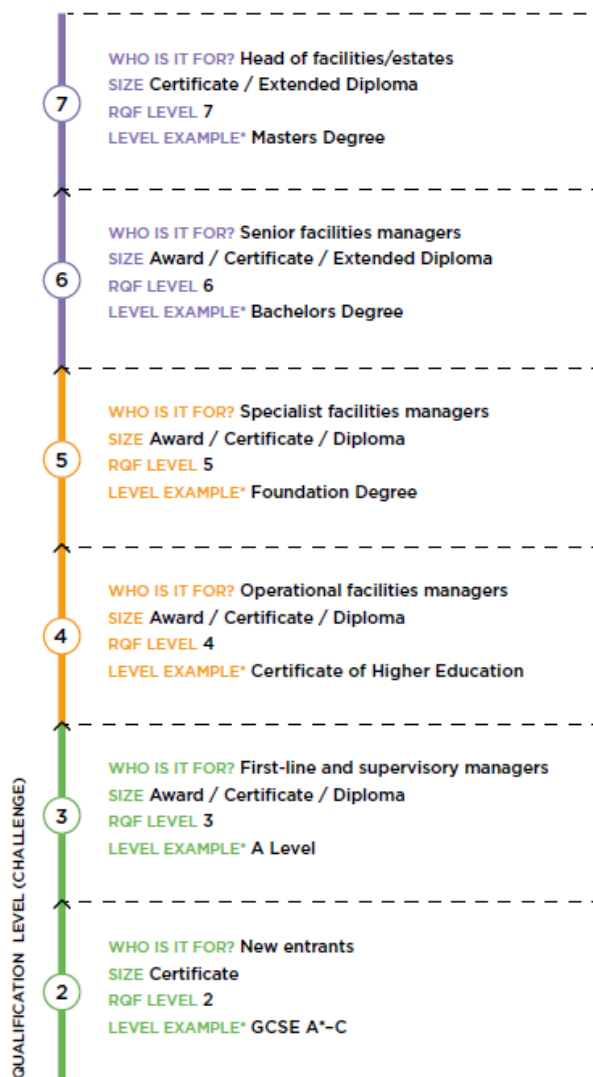 7
WHO IS IT FOR? Head of facilities/estates
SIZE Certificate / Extended Diploma
RQF LEVEL 7
LEVEL EXAMPLE* Masters Degree
6
WHO IS IT FOR? Senior facilities managers
SIZE Award / Certificate / Extended Diploma
RQF LEVEL 6
LEVEL EXAMPLE* Bachelors Degree
5
WHO IS IT FOR? Specialist facilities managers
SIZE Award / Certificate / Diploma
RQF LEVEL 5
LEVEL EXAMPLE* Foundation Degree
4
WHO IS IT FOR? Operational facilities managers
SIZE Award / Certificate / Diploma
RQF LEVEL 4
LEVEL EXAMPLE* Certificate of Higher Education
3
WHO IS IT FOR? First-line and supervisory managers
SIZE Award / Certificate / Diploma
RQF LEVEL 3
LEVEL EXAMPLE* A Level
2
WHO IS IT FOR? New entrants
SIZE Certificate
RQF LEVEL 2
LEVEL EXAMPLE* GCSE A*–C
QUALIFICATION LEVEL (CHALLENGE)